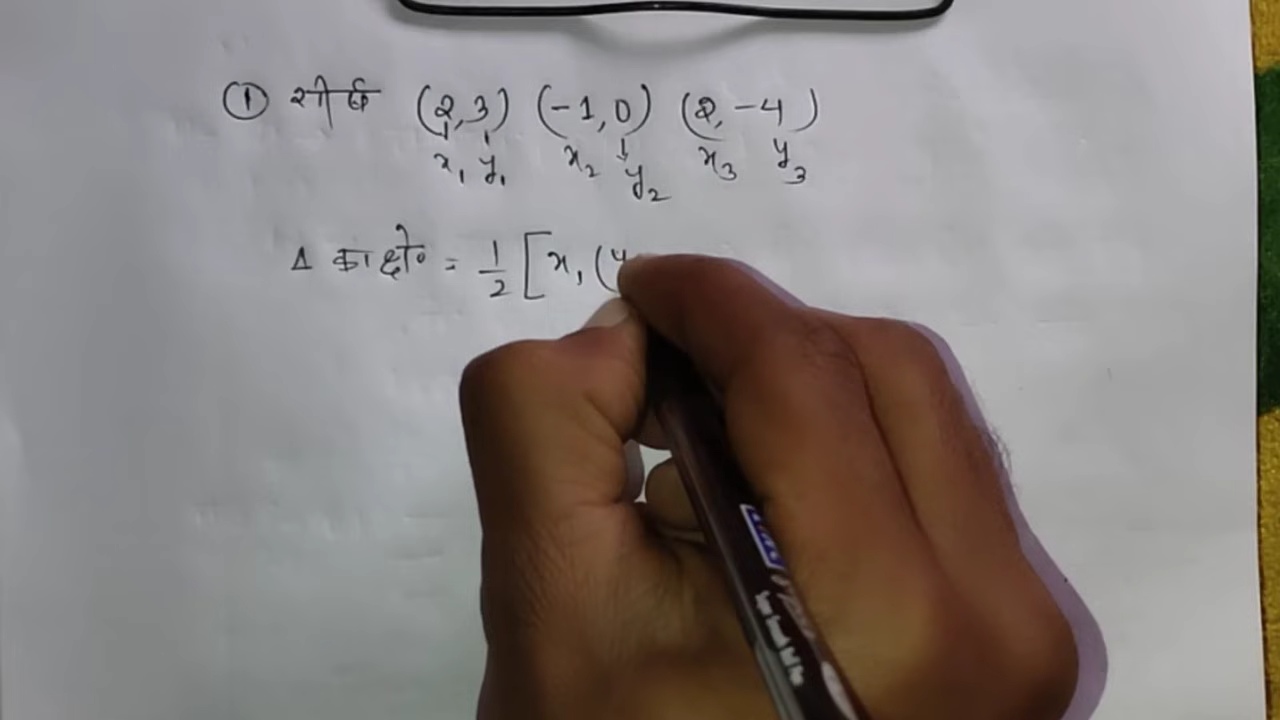 ① शीर्ष (2,3) (-1,0) (2,-4)
x₁ y₁ x₂ y₂ x₃ y₃
Δ का क्षे० = 1/2 [x₁ (y